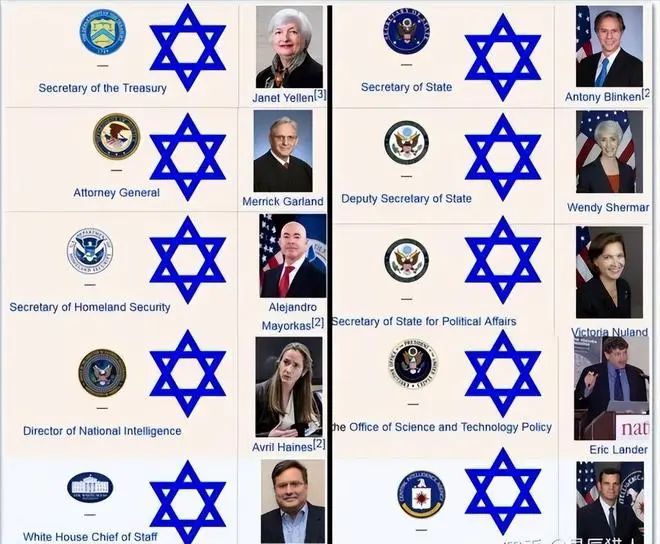 Secretary of the Treasury
Janet Yellen[3]
Attorney General
Merrick Garland
Secretary of Homeland Security
Alejandro
Mayorkas[2]
Director of National Intelligence
Avril Haines[2]
White House Chief of Staff
Secretary of State
Antony Blinken[2
Deputy Secretary of State
Wendy Sherman
Secretary of State for Political Affairs
Victoria Nuland
the Office of Science and Technology Policy
nat
Eric Lander